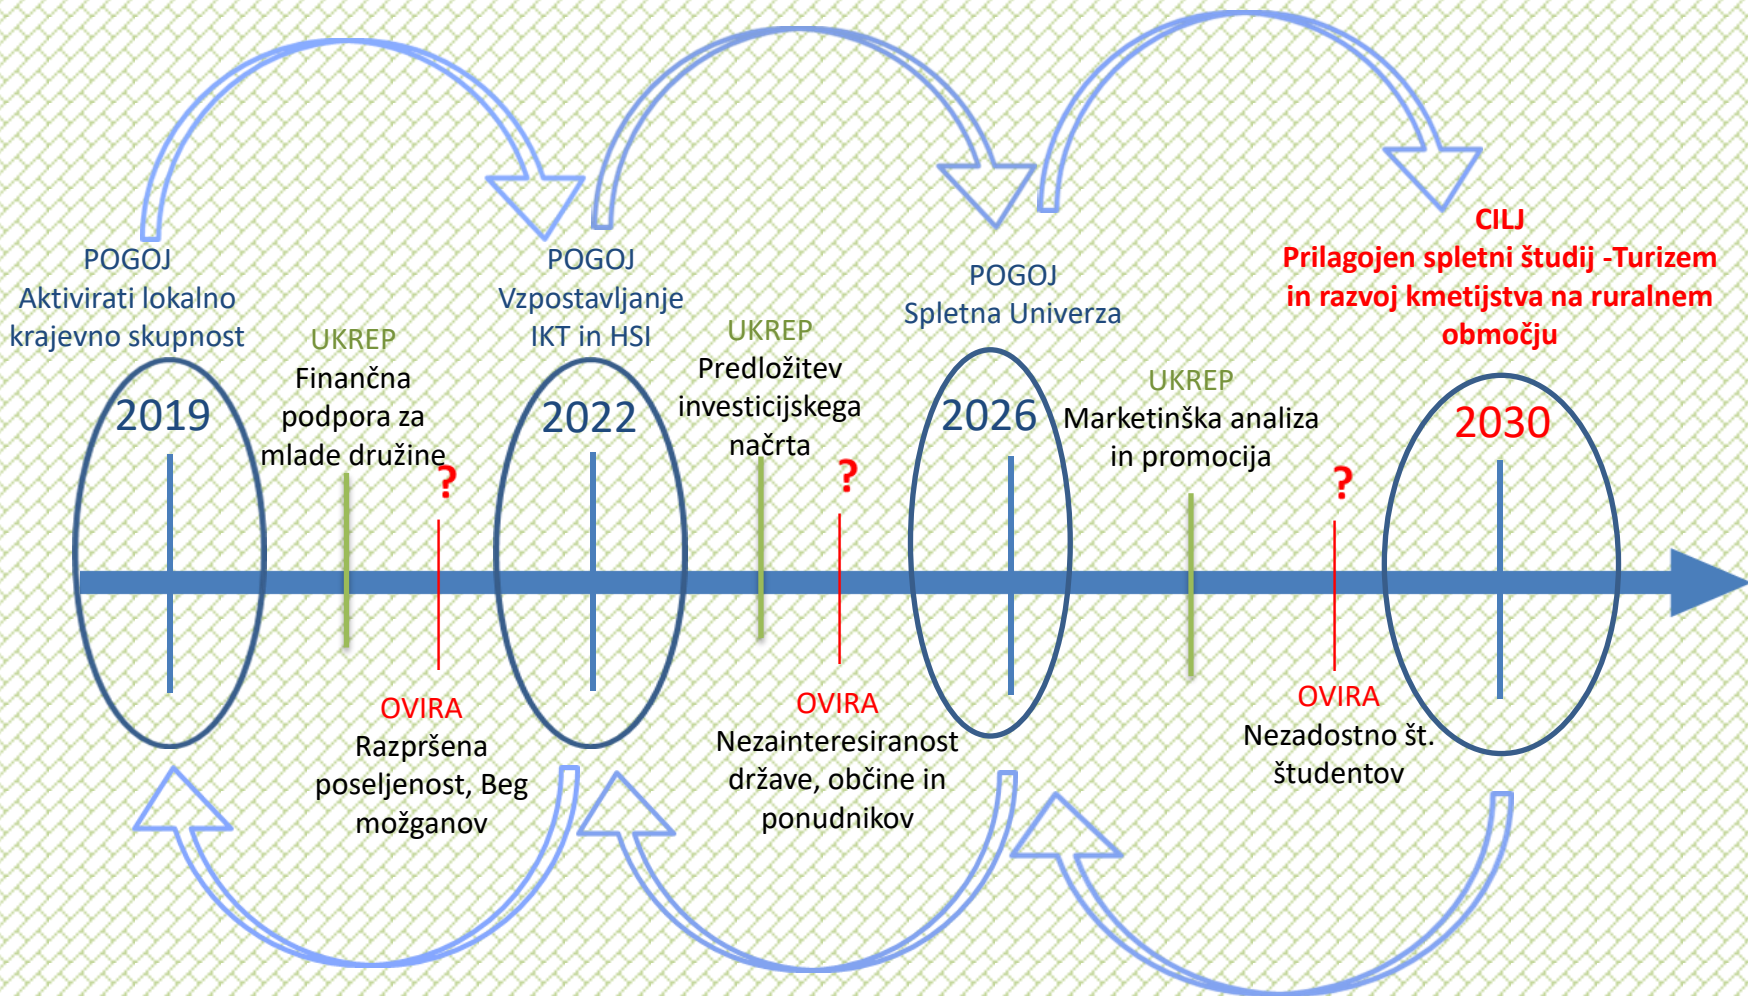 POGOJ
Aktivirati lokalno
krajevno skupnost
2019
UKREP
Finančna
podpora za
mlade družine
?
OVIRA
Razpršena
poseljenost, Beg
možganov
POGOJ
Vzpostavljanje
IKT in HSI
2022
UKREP
Predložitev
investicijskega
načrta
?
OVIRA
Nezainteresiranost
države, občine in
ponudnikov
POGOJ
Spletna Univerza
2026
UKREP
Marketinška analiza
in promocija
?
OVIRA
Nezadostno št.
študentov
CILJ
Prilagojen spletni študij -Turizem
in razvoj kmetijstva na ruralnem
območju
2030